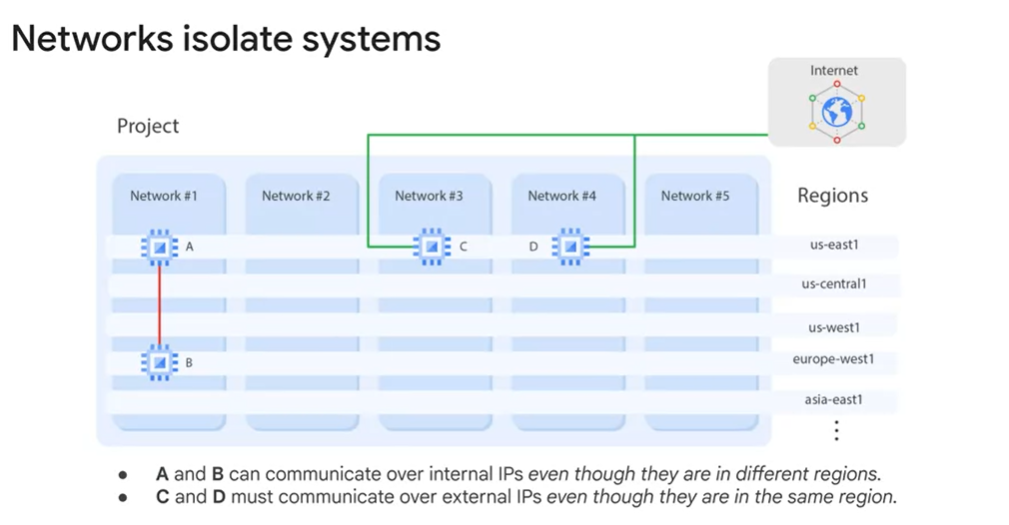 Networks isolate systems
Internet
Project
Network #1
Network #2
Network #3
Network #4
Network #5
Regions
A
C
D
us-east1
us-central1
us-west1
B
europe-west1
asia-east1
A and B can communicate over internal IPs even though they are in different regions.
C and D must communicate over external IPs even though they are in the same region.